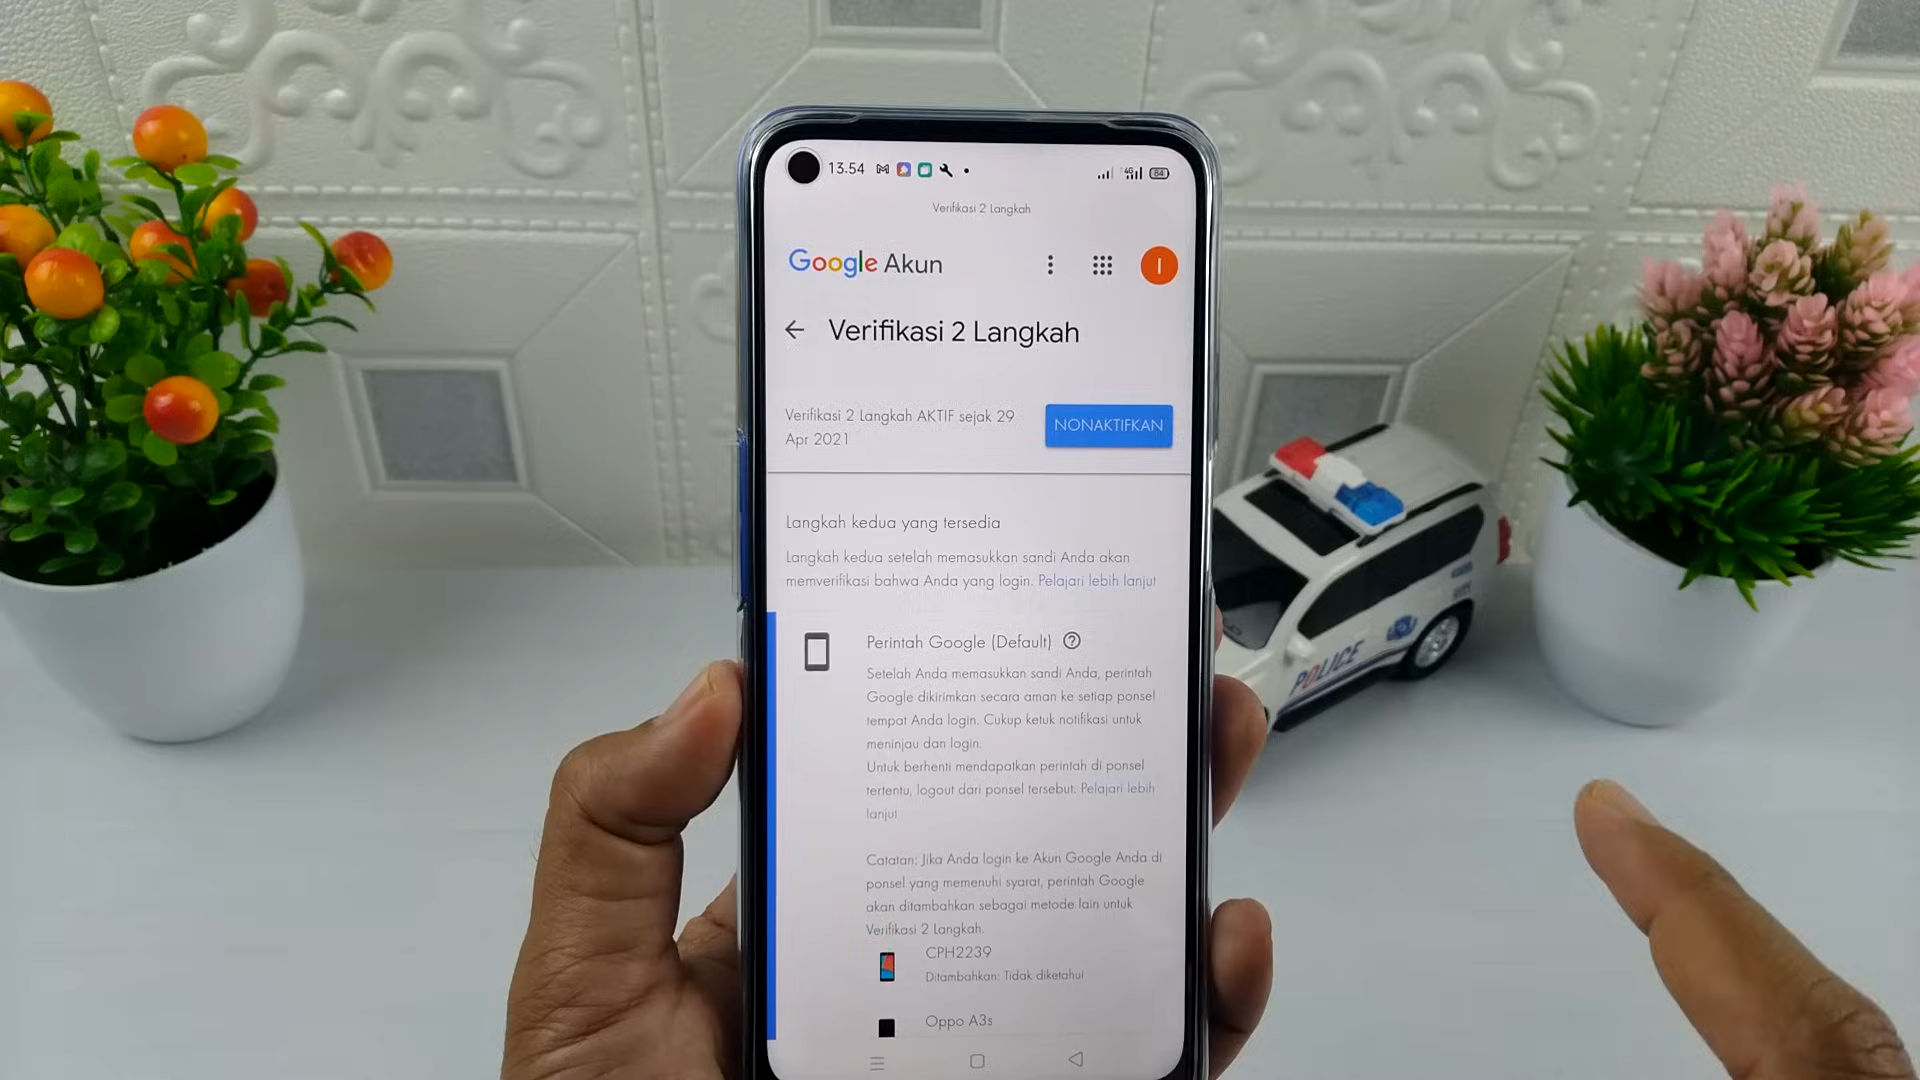 13.54
4G
84
Verifikasi 2 Langkah
Google Akun
I
Verifikasi 2 Langkah
Verifikasi 2 Langkah AKTIF sejak 29
Apr 2021
NONAKTIFKAN
Langkah kedua yang tersedia
Langkah kedua setelah memasukkan sandi Anda akan
memverifikasi bahwa Anda yang login. Pelajari lebih lanjut
Perintah Google (Default)
Setelah Anda memasukkan sandi Anda, perintah
Google dikirimkan secara aman ke setiap ponsel
tempat Anda login. Cukup ketuk notifikasi untuk
meninjau dan login.
Untuk berhenti mendapatkan perintah di ponsel
tertentu, logout dari ponsel tersebut. Pelajari lebih
lanjut
Catatan: Jika Anda login ke Akun Google Anda di
ponsel yang memenuhi syarat, perintah Google
akan ditambahkan sebagai metode lain untuk
Verifikasi 2 Langkah.
CPH2239
Ditambahkan: Tidak diketahui
Oppo A3s
POLICE